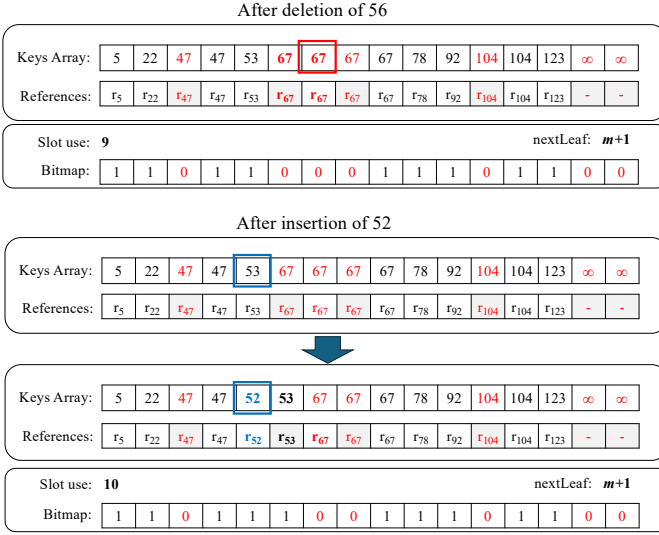 After deletion of 56
Keys Array: 5 22 47 47 53 67 67 67 67 78 92 104 104 123 ∞ ∞
References: r5 r22 r47 r47 r53 r67 r67 r67 r67 r78 r92 r104 r104 r123 - -
Slot use: 9 nextLeaf: m+1
Bitmap: 1 1 0 1 1 0 0 0 1 1 1 0 1 1 0 0
After insertion of 52
Keys Array: 5 22 47 47 53 67 67 67 67 78 92 104 104 123 ∞ ∞
References: r5 r22 r47 r47 r53 r67 r67 r67 r67 r78 r92 r104 r104 r123 - -
Keys Array: 5 22 47 47 52 53 67 67 67 78 92 104 104 123 ∞ ∞
References: r5 r22 r47 r47 r52 r53 r67 r67 r67 r78 r92 r104 r104 r123 - -
Slot use: 10 nextLeaf: m+1
Bitmap: 1 1 0 1 1 1 0 0 1 1 1 0 1 1 0 0